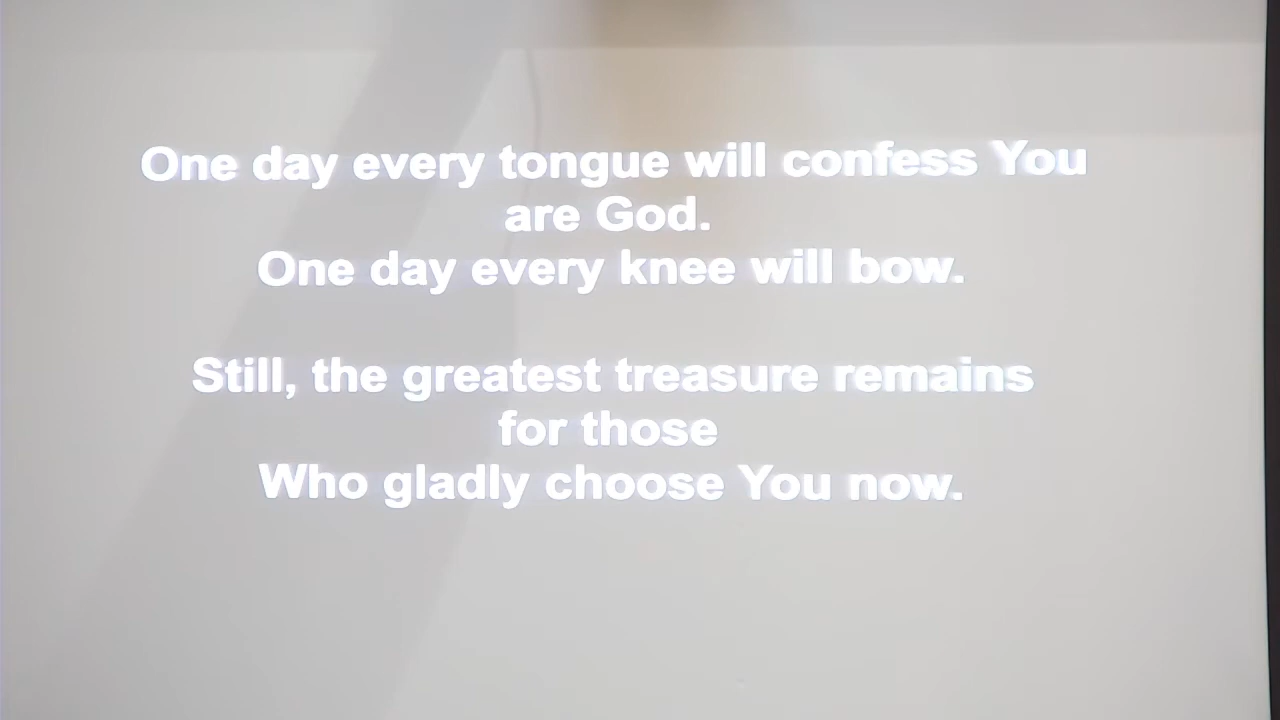 One day every tongue will confess You
are God.
One day every knee will bow.
Still, the greatest treasure remains
for those
Who gladly choose You now.